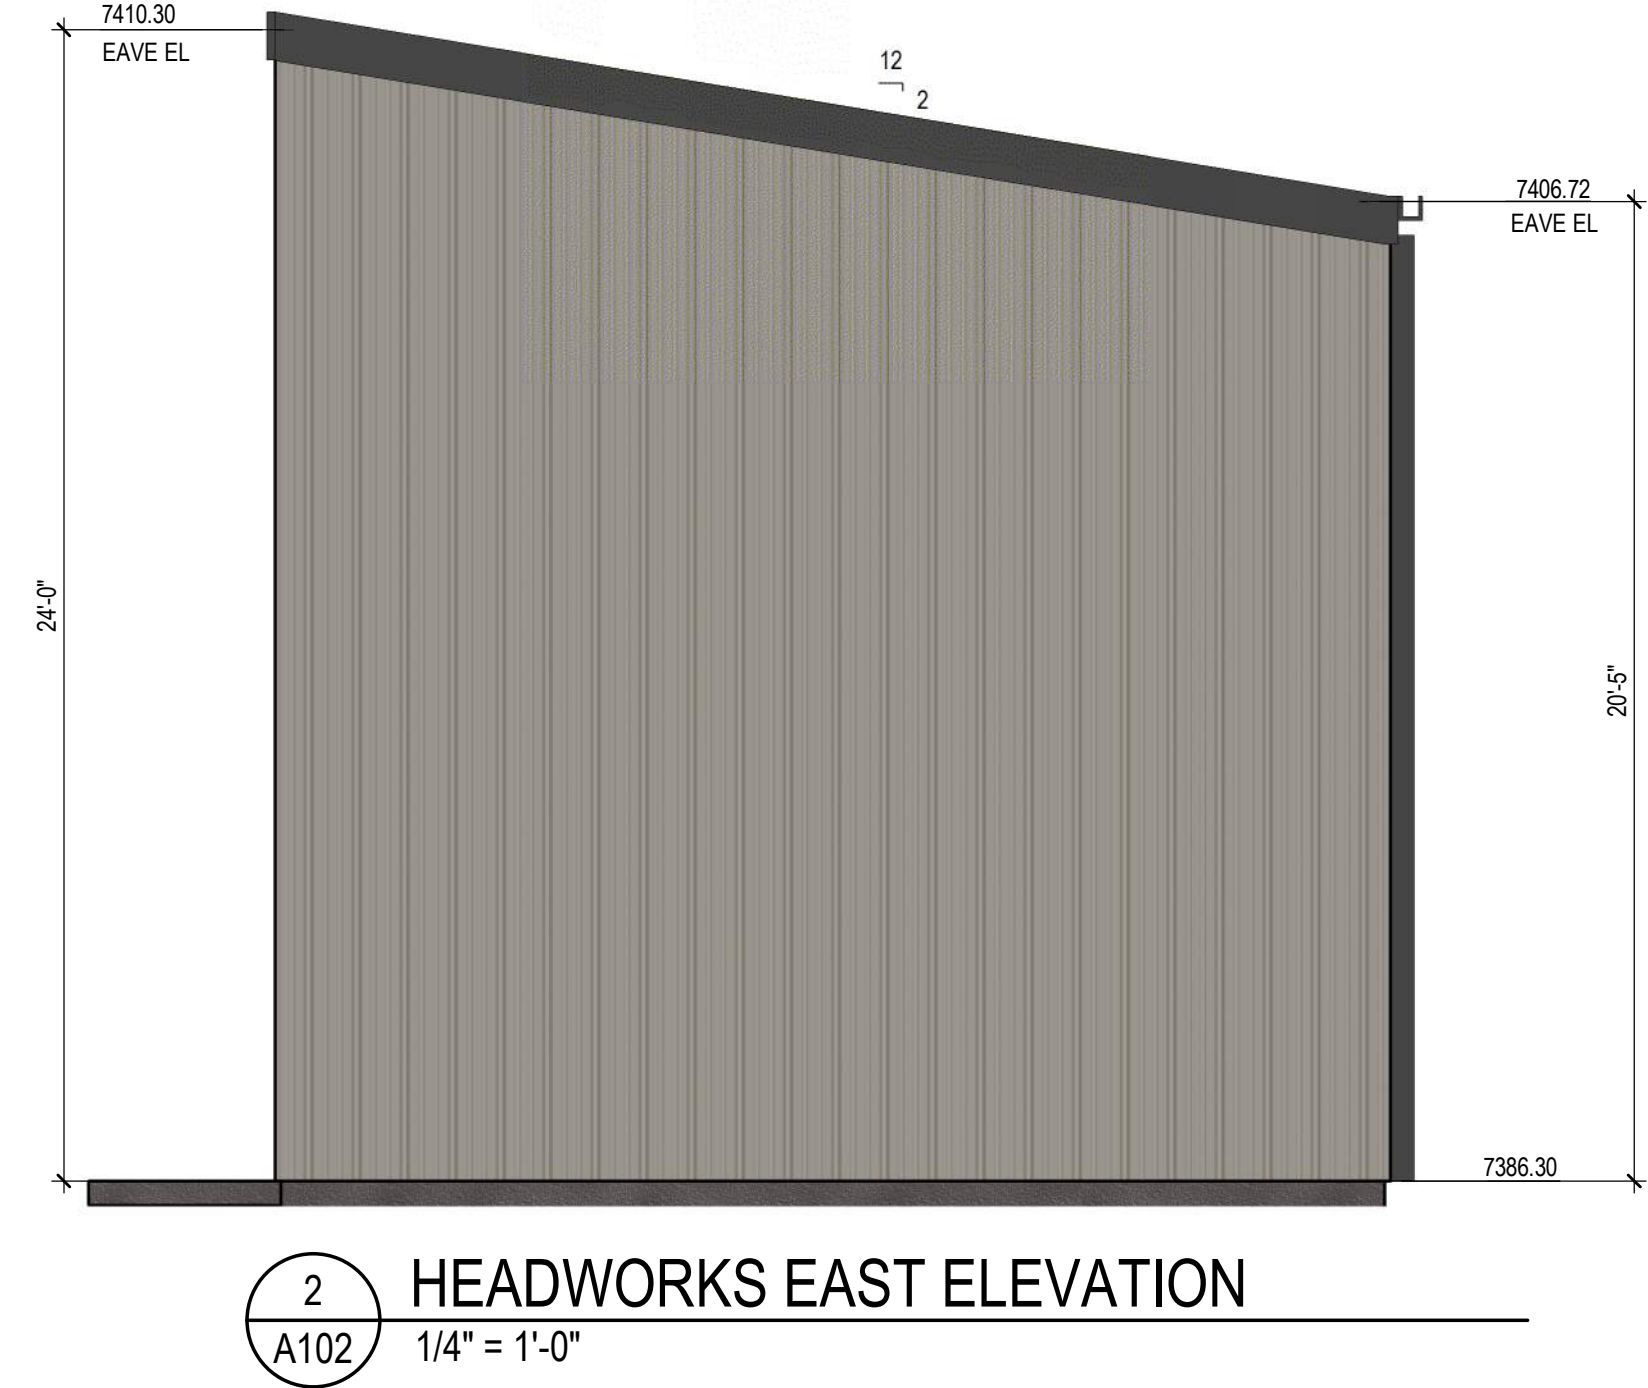 7410.30
EAVE EL
12
2
7406.72
EAVE EL
24'-0"
20'-5"
7386.30
2
HEADWORKS EAST ELEVATION
A102
1/4" = 1'-0"